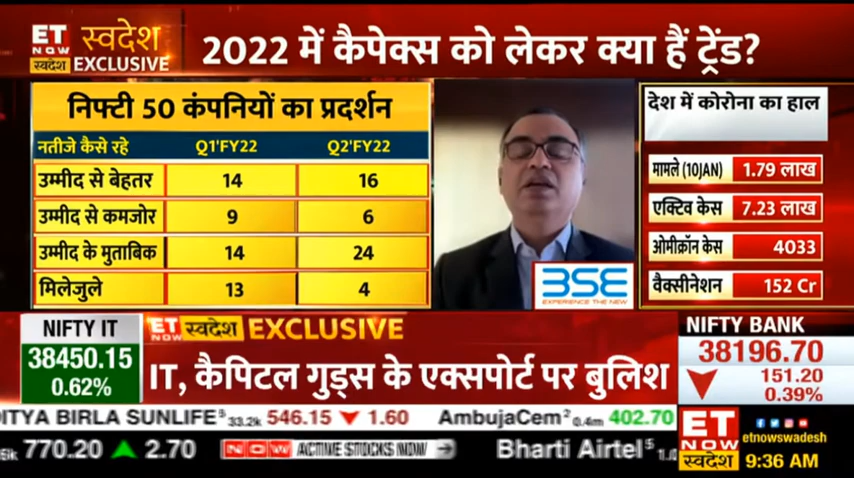 ET NOW स्वदेश
स्वदेश EXCLUSIVE
2022 में कैपेक्स को लेकर क्या हैं ट्रेंड?
निफ्टी 50 कंपनियों का प्रदर्शन
नतीजे कैसे रहे Q1'FY22 Q2'FY22
उम्मीद से बेहतर 14 16
उम्मीद से कमजोर 9 6
उम्मीद के मुताबिक 14 24
मिलेजुले 13 4
BSE
EXPERIENCE THE NEW
देश में कोरोना का हाल
मामले (10JAN) 1.79 लाख
एक्टिव केस 7.23 लाख
ओमीक्रॉन केस 4033
वैक्सीनेशन 152 Cr
NIFTY IT
38450.15
0.62%
ET NOW स्वदेश EXCLUSIVE
IT, कैपिटल गुड्स के एक्सपोर्ट पर बुलिश
NIFTY BANK
38196.70
151.20
0.39%
DITYA BIRLA SUNLIFE 33.2k 546.15 1.60 AmbujaCem 0.4m 402.70
770.20 2.70 NOW ACTIVE STOCKS NOW Bharti Airtel
ET NOW स्वदेश
etnowswadesh
9:36 AM